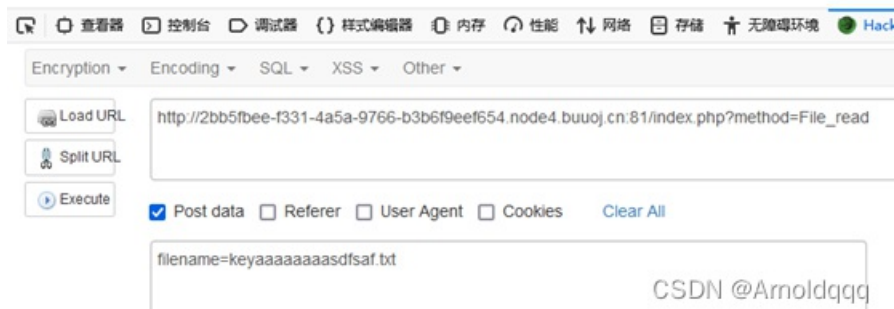 查看器 控制台 调试器 {} 样式编辑器 内存 性能 网络 存储 无障碍环境 Hack
Encryption Encoding SQL XSS Other
Load URL
http://2bb5fbee-f331-4a5a-9766-b3b6f9eef654.node4.buuoj.cn:81/index.php?method=File_read
Split URL
Execute
Post data Referer User Agent Cookies Clear All
filename=keyaaaaaaaasdfsaf.txt
CSDN @Arnoldqqq